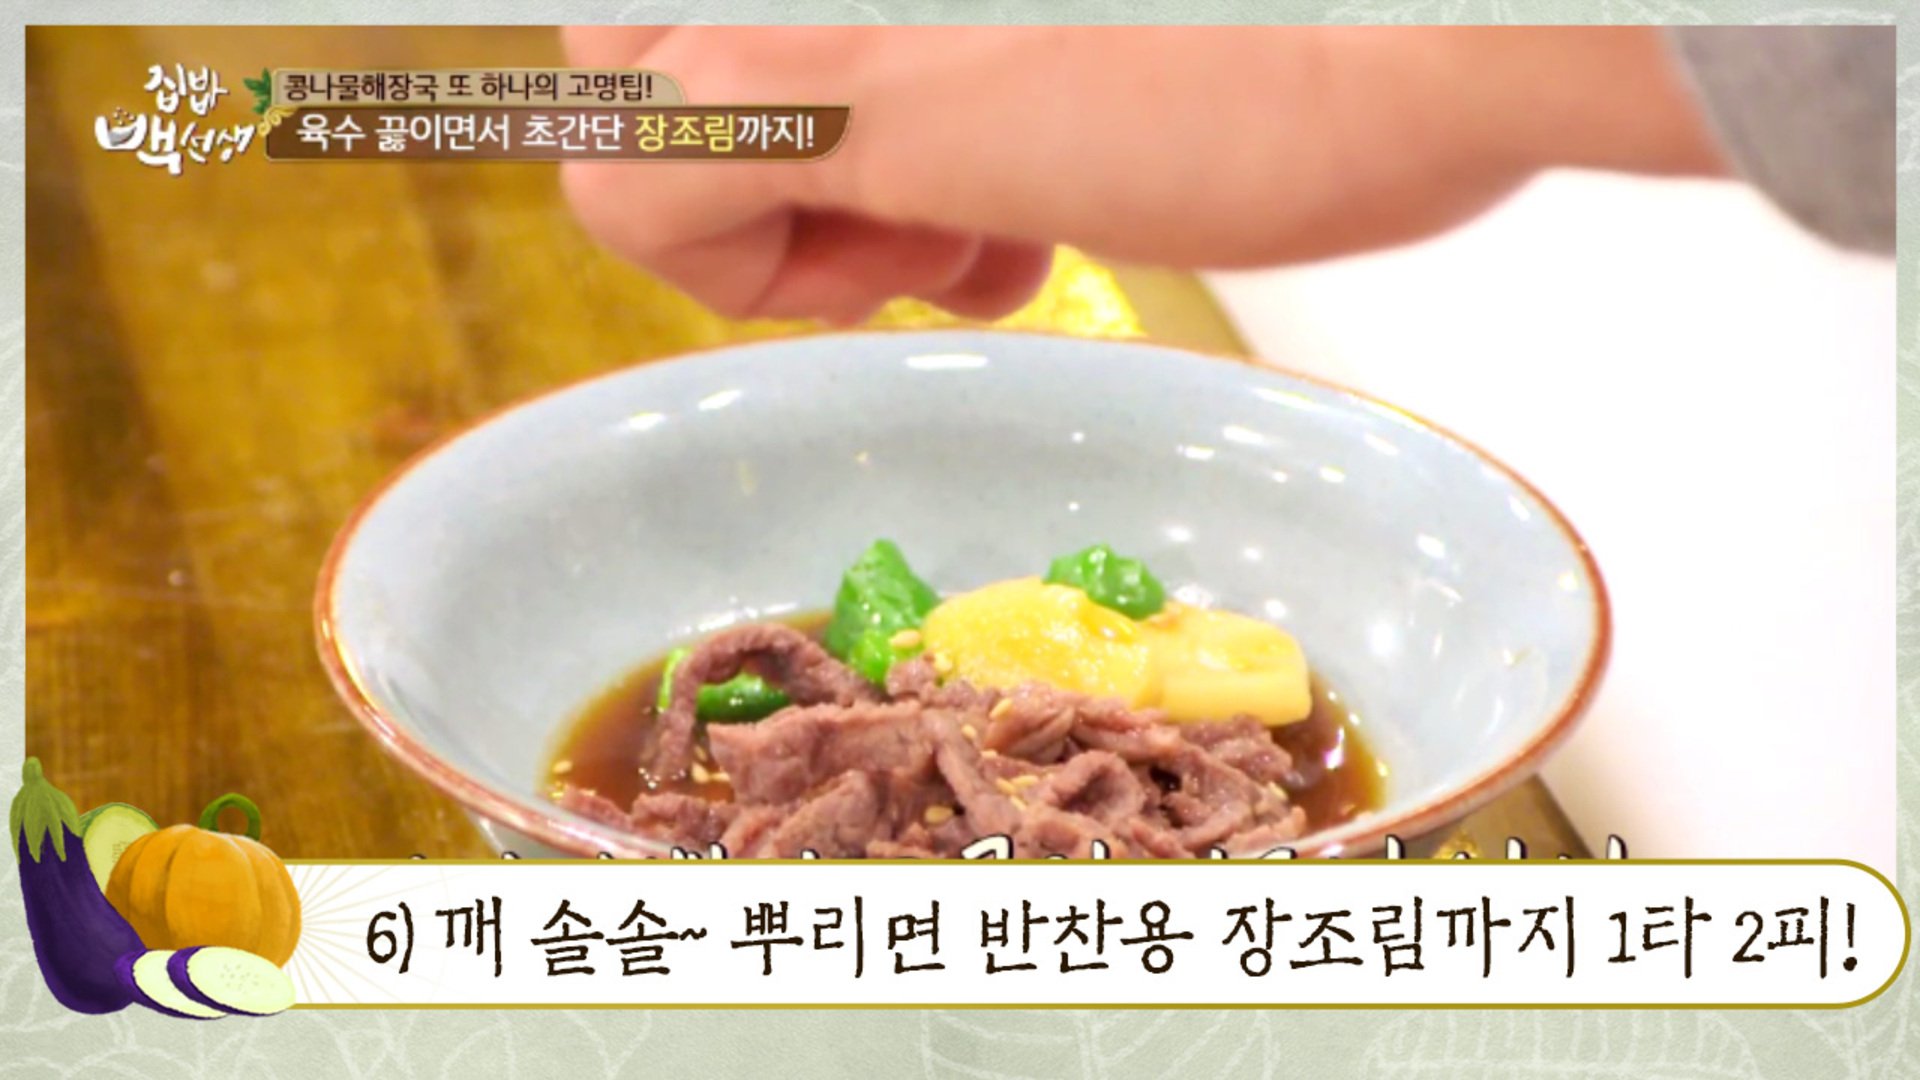 집밥
백선생
콩나물해장국 또 하나의 고명팁!
육수 끓이면서 초간단 장조림까지!
6) 깨 솔솔~ 뿌리면 반찬용 장조림까지 1타 2피!